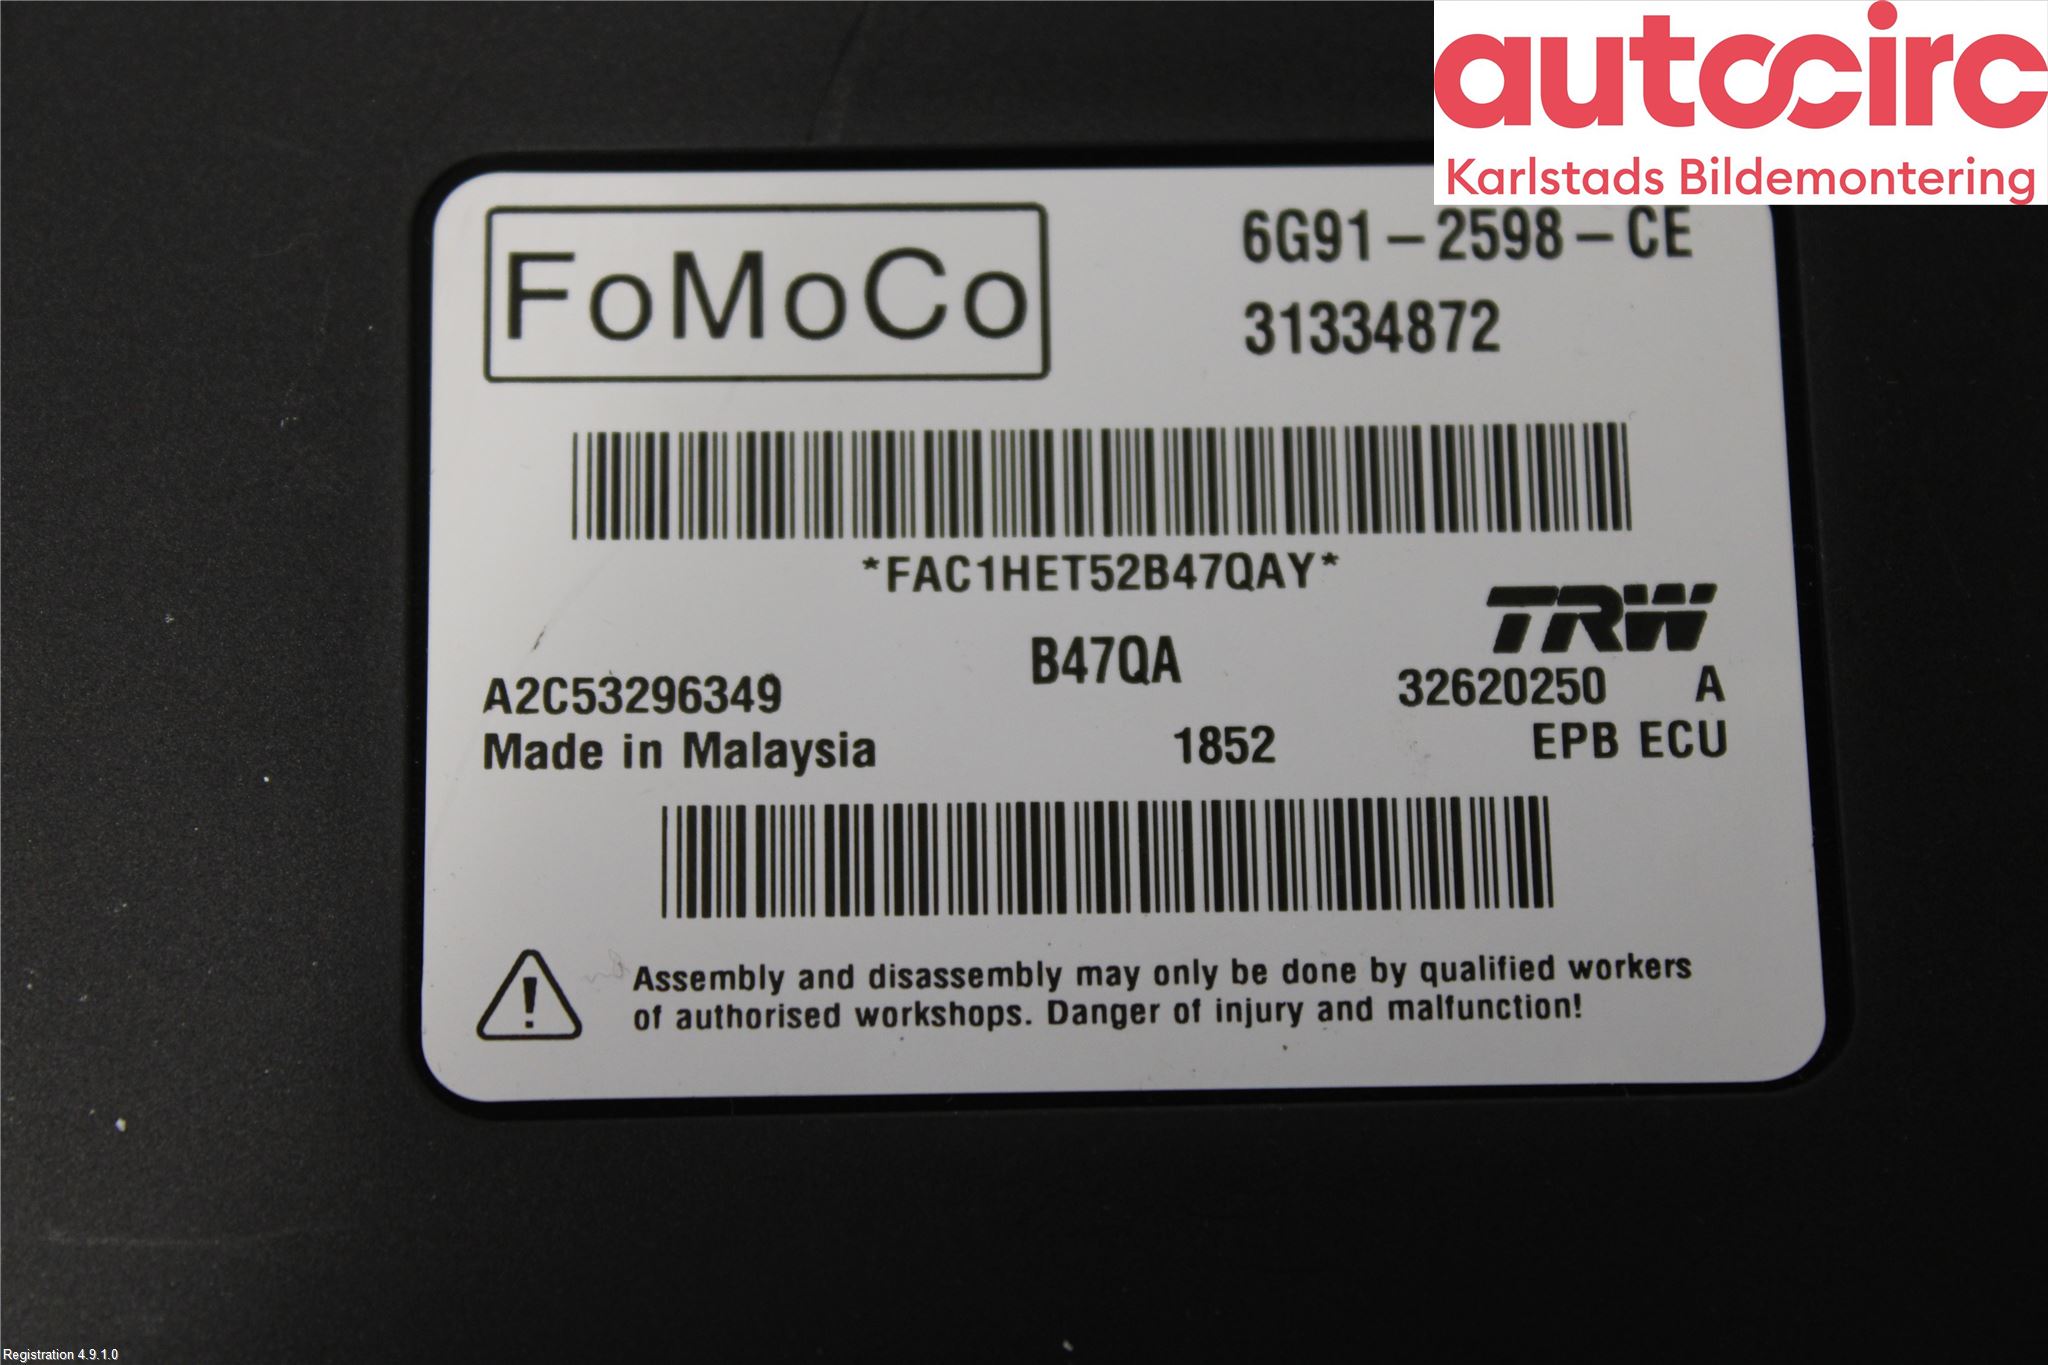 autocirc
Karlstads Bildemontering
FoMoCo
6G91-2598-CE
31334872
*FAC1HET52B47QAY*
TRW
B47QA
A2C53296349
32620250 A
Made in Malaysia
1852
EPB ECU
!
Assembly and disassembly may only be done by qualified workers
of authorised workshops. Danger of injury and malfunction!
Registration 4.9.1.0